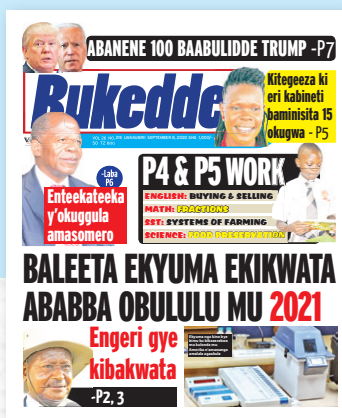 ABANENE 100 BAABULIDDE TRUMP -P7
Bukedde
Kitegeeza ki
eri kabineti
baminisita 15
okugwa - P5
-Laba
P6
Enteekateeka
y'okuggula
amasomero
P4 & P5 WORK
ENGLISH: BUYING & SELLING
MATH: FRACTIONS
SST: SYSTEMS OF FARMING
SCIENCE: FOOD PRESERVATION
BALEETA EKYUMA EKIKWATA
ABABBA OBULULU MU 2021
Engeri gye
kibakwata
-P2, 3